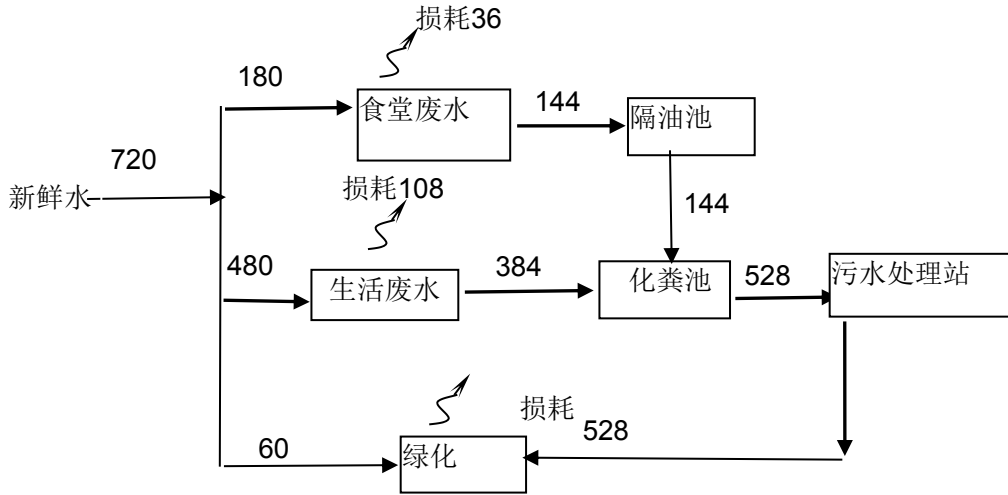 损耗36
180
食堂废水
144
隔油池
720
新鲜水
损耗108
144
480
生活废水
384
化粪池
528
污水处理站
损耗
528
60
绿化